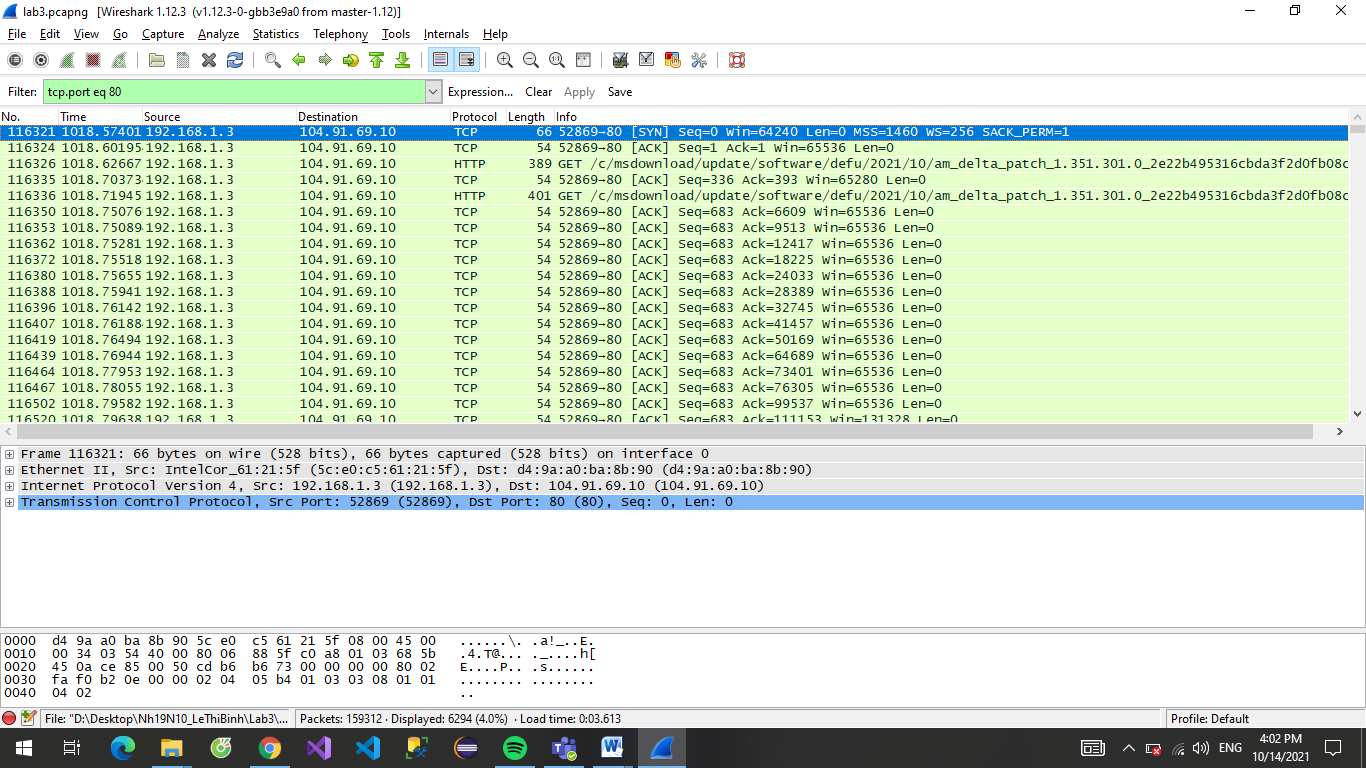 lab3.pcapng [Wireshark 1.12.3 (v1.12.3-0-gbb3e9a0 from master-1.12)]
File Edit View Go Capture Analyze Statistics Telephony Tools Internals Help
Filter: tcp.port eq 80 Expression... Clear Apply Save
No. Time Source Destination Protocol Length Info
116321 1018.57401 192.168.1.3 104.91.69.10 TCP 66 52869→80 [SYN] Seq=0 Win=64240 Len=0 MSS=1460 WS=256 SACK_PERM=1
116324 1018.60195 192.168.1.3 104.91.69.10 TCP 54 52869→80 [ACK] Seq=1 Ack=1 Win=65536 Len=0
116326 1018.62667 192.168.1.3 104.91.69.10 HTTP 389 GET /c/msdownload/update/software/defu/2021/10/am_delta_patch_1.351.301.0_2e22b495316cbda3f2d0fb08c
116335 1018.70373 192.168.1.3 104.91.69.10 TCP 54 52869→80 [ACK] Seq=336 Ack=393 Win=65280 Len=0
116336 1018.71945 192.168.1.3 104.91.69.10 HTTP 401 GET /c/msdownload/update/software/defu/2021/10/am_delta_patch_1.351.301.0_2e22b495316cbda3f2d0fb08c
116350 1018.75076 192.168.1.3 104.91.69.10 TCP 54 52869→80 [ACK] Seq=683 Ack=6609 Win=65536 Len=0
116353 1018.75089 192.168.1.3 104.91.69.10 TCP 54 52869→80 [ACK] Seq=683 Ack=9513 Win=65536 Len=0
116362 1018.75281 192.168.1.3 104.91.69.10 TCP 54 52869→80 [ACK] Seq=683 Ack=12417 Win=65536 Len=0
116372 1018.75518 192.168.1.3 104.91.69.10 TCP 54 52869→80 [ACK] Seq=683 Ack=18225 Win=65536 Len=0
116380 1018.75655 192.168.1.3 104.91.69.10 TCP 54 52869→80 [ACK] Seq=683 Ack=24033 Win=65536 Len=0
116388 1018.75941 192.168.1.3 104.91.69.10 TCP 54 52869→80 [ACK] Seq=683 Ack=28389 Win=65536 Len=0
116396 1018.76142 192.168.1.3 104.91.69.10 TCP 54 52869→80 [ACK] Seq=683 Ack=32745 Win=65536 Len=0
116407 1018.76188 192.168.1.3 104.91.69.10 TCP 54 52869→80 [ACK] Seq=683 Ack=41457 Win=65536 Len=0
116419 1018.76494 192.168.1.3 104.91.69.10 TCP 54 52869→80 [ACK] Seq=683 Ack=50169 Win=65536 Len=0
116439 1018.76944 192.168.1.3 104.91.69.10 TCP 54 52869→80 [ACK] Seq=683 Ack=64689 Win=65536 Len=0
116464 1018.77953 192.168.1.3 104.91.69.10 TCP 54 52869→80 [ACK] Seq=683 Ack=73401 Win=65536 Len=0
116467 1018.78055 192.168.1.3 104.91.69.10 TCP 54 52869→80 [ACK] Seq=683 Ack=76305 Win=65536 Len=0
116502 1018.79582 192.168.1.3 104.91.69.10 TCP 54 52869→80 [ACK] Seq=683 Ack=99537 Win=65536 Len=0
116520 1018.79638 192.168.1.3 104.91.69.10 TCP 54 52869→80 [ACK] Seq=683 Ack=111153 Win=131328 Len=0
Frame 116321: 66 bytes on wire (528 bits), 66 bytes captured (528 bits) on interface 0
Ethernet II, Src: IntelCor_61:21:5f (5c:e0:c5:61:21:5f), Dst: d4:9a:a0:ba:8b:90 (d4:9a:a0:ba:8b:90)
Internet Protocol Version 4, Src: 192.168.1.3 (192.168.1.3), Dst: 104.91.69.10 (104.91.69.10)
Transmission Control Protocol, Src Port: 52869 (52869), Dst Port: 80 (80), Seq: 0, Len: 0
0000 d4 9a a0 ba 8b 90 5c e0 c5 61 21 5f 08 00 45 00 ......\. .a!_..E.
0010 00 34 03 54 40 00 80 06 88 5f c0 a8 01 03 68 5b .4.T@... ._....h[
0020 45 0a ce 85 00 50 cd b6 b6 73 00 00 00 00 80 02 E....P.. .s......
0030 fa f0 b2 0e 00 00 02 04 05 b4 01 03 03 08 01 01 ........ ........
0040 04 02 ..
File: "D:\Desktop\Nh19N10_LeThiBinh\Lab3\... Packets: 159312 · Displayed: 6294 (4.0%) · Load time: 0:03.613 Profile: Default
ENG 4:02 PM
10/14/2021